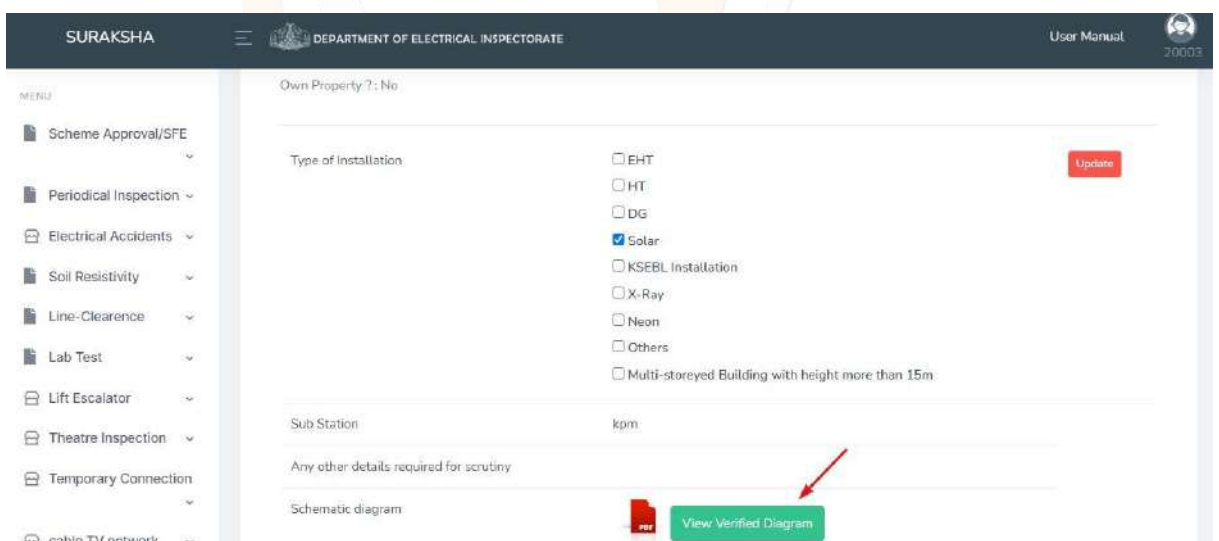 SURAKSHA
DEPARTMENT OF ELECTRICAL INSPECTORATE
User Manual
20003
MENU
Scheme Approval/SFE
Periodical Inspection
Electrical Accidents
Soil Resistivity
Line-Clearence
Lab Test
Lift Escalator
Theatre Inspection
Temporary Connection
cable TV network
Own Property ? : No
Type of Installation
EHT
HT
DG
Solar
KSEBL Installation
X-Ray
Neon
Others
Multi-storeyed Building with height more than 15m
Update
Sub Station kpm
Any other details required for scrutiny
Schematic diagram
PDF
View Verified Diagram